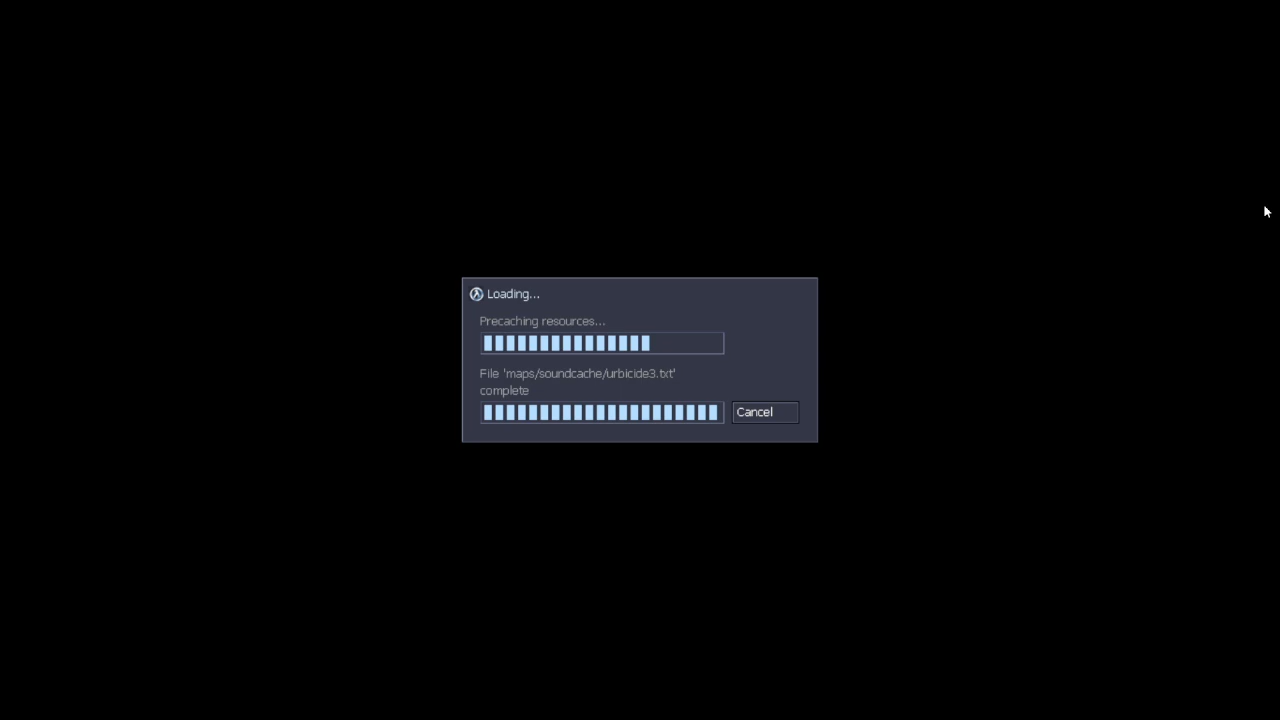 Loading...
Precaching resources...
File 'maps/soundcache/urbicide3.txt'
complete
Cancel